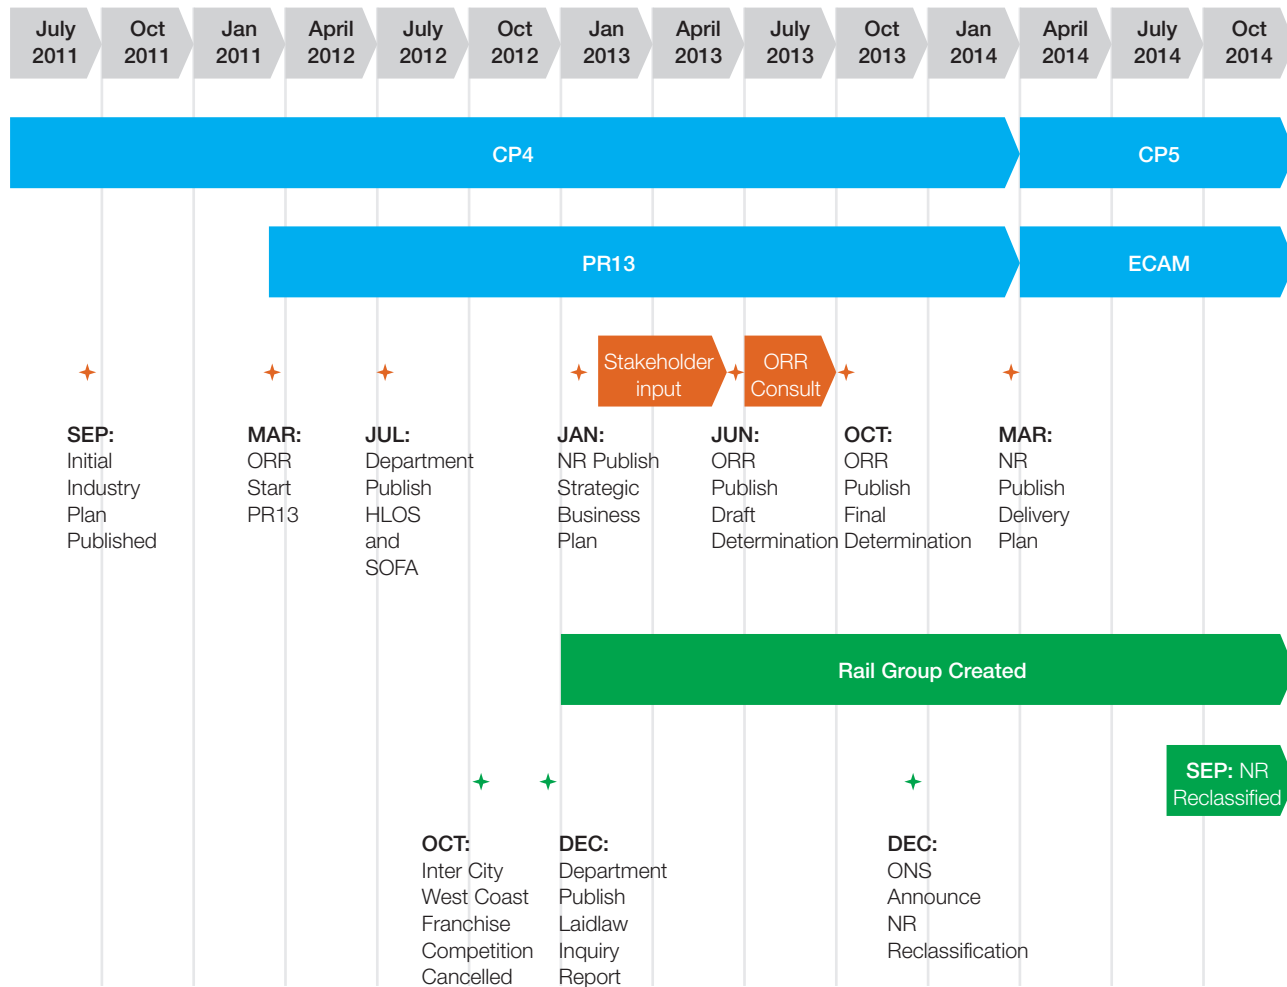 July
2011
Oct
2011
Jan
2011
April
2012
July
2012
Oct
2012
Jan
2013
April
2013
July
2013
Oct
2013
Jan
2014
April
2014
July
2014
Oct
2014
CP4
CP5
PR13
ECAM
Stakeholder
input
ORR
Consult
SEP:
Initial
Industry
Plan
Published
MAR:
ORR
Start
PR13
JUL:
Department
Publish
HLOS
and
SOFA
JAN:
NR Publish
Strategic
Business
Plan
JUN:
ORR
Publish
Draft
Determination
OCT:
ORR
Publish
Final
Determination
MAR:
NR
Publish
Delivery
Plan
Rail Group Created
SEP: NR
Reclassified
OCT:
Inter City
West Coast
Franchise
Competition
Cancelled
DEC:
Department
Publish
Laidlaw
Inquiry
Report
DEC:
ONS
Announce
NR
Reclassification